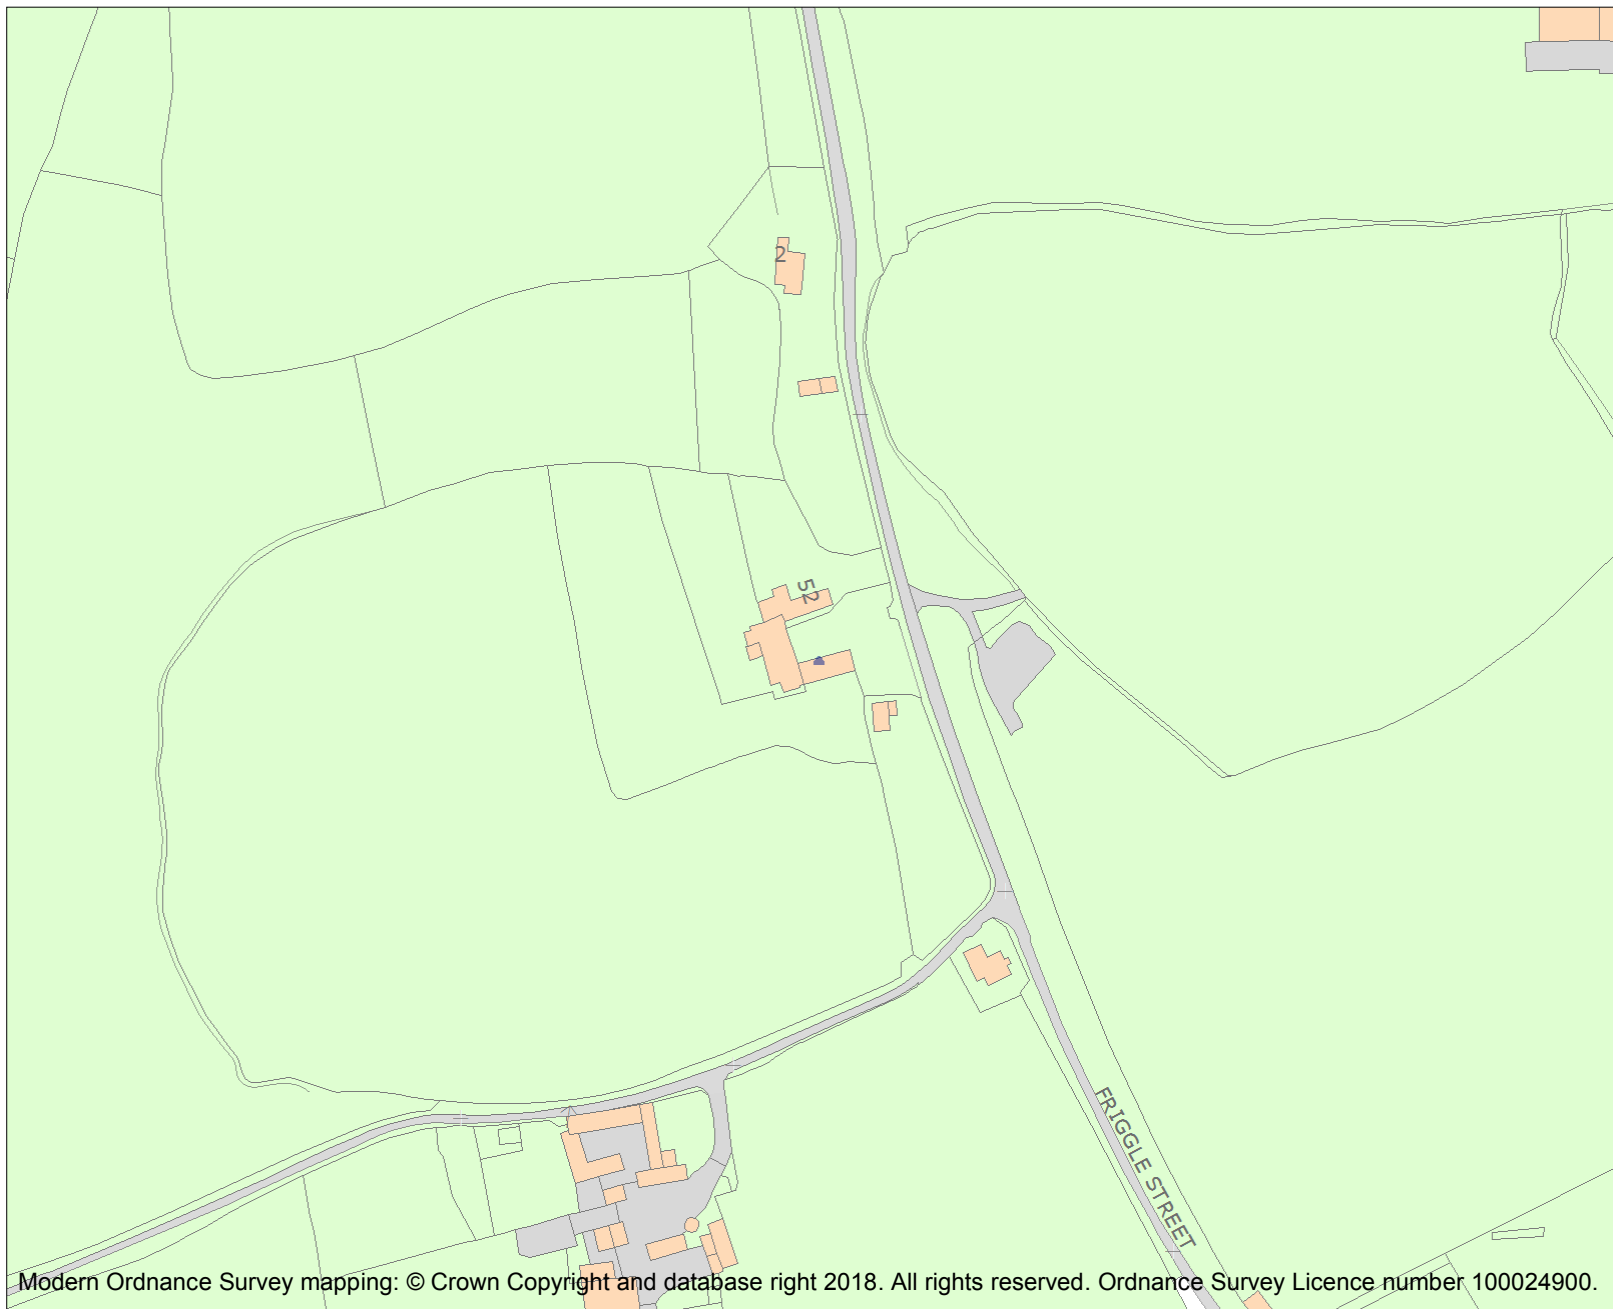 2
52
FRIGGLE STREET
Modern Ordnance Survey mapping: © Crown Copyright and database right 2018. All rights reserved. Ordnance Survey Licence number 100024900.